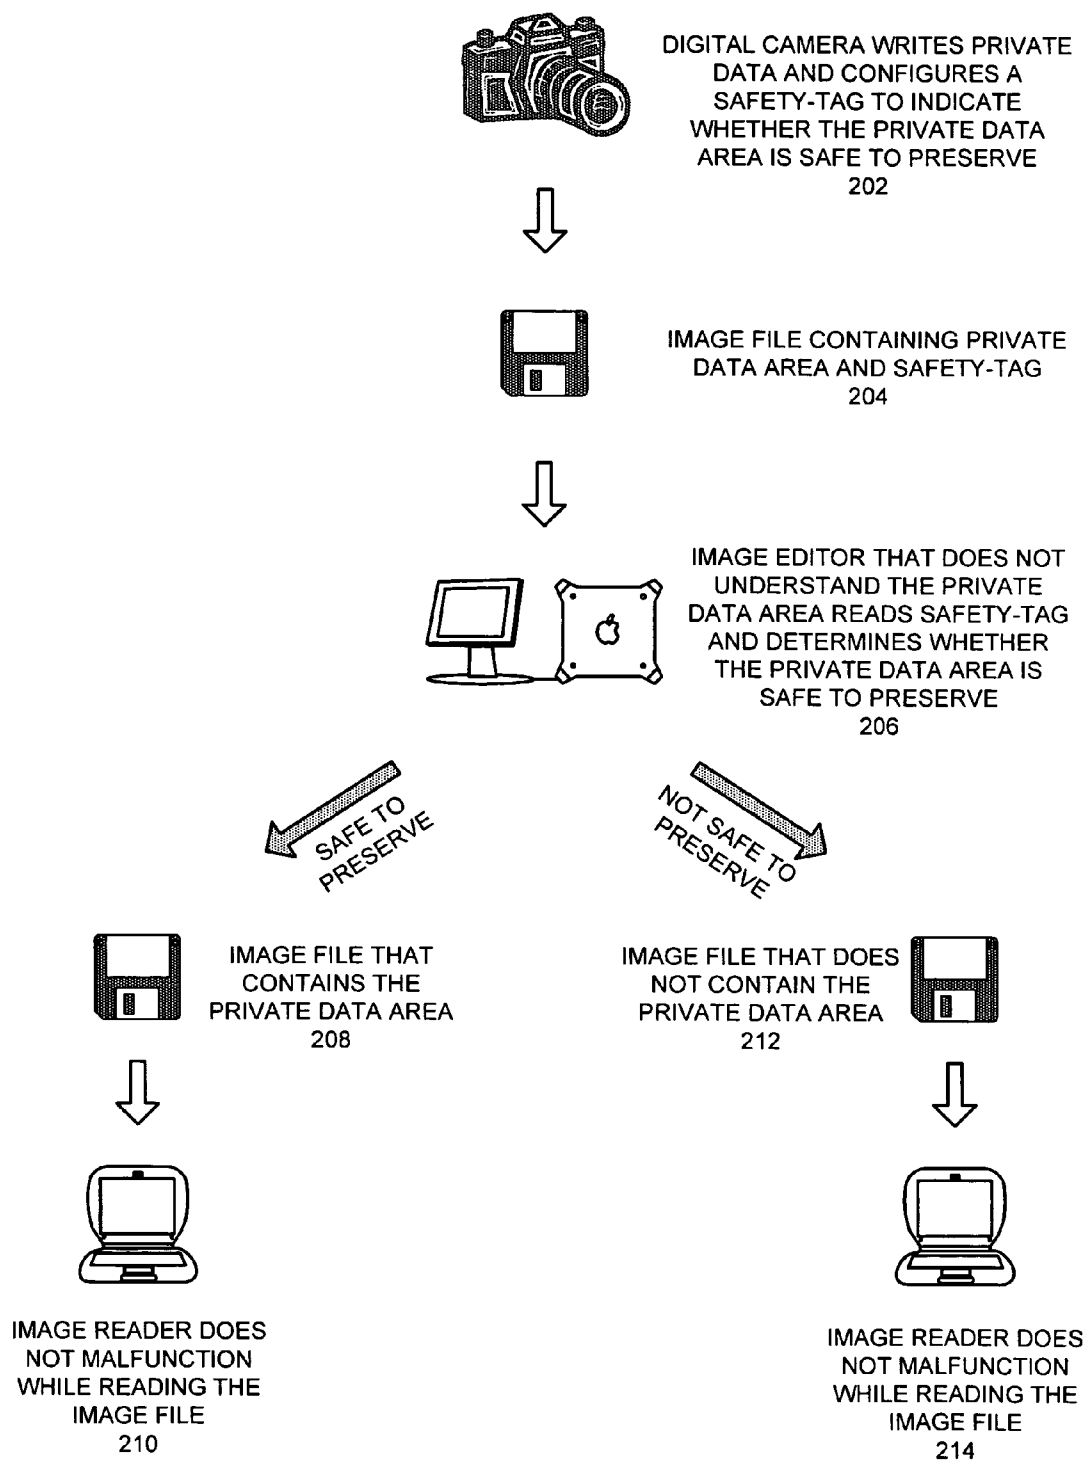 DIGITAL CAMERA WRITES PRIVATE
DATA AND CONFIGURES A
SAFETY-TAG TO INDICATE
WHETHER THE PRIVATE DATA
AREA IS SAFE TO PRESERVE
202
IMAGE FILE CONTAINING PRIVATE
DATA AREA AND SAFETY-TAG
204
IMAGE EDITOR THAT DOES NOT
UNDERSTAND THE PRIVATE
DATA AREA READS SAFETY-TAG
AND DETERMINES WHETHER
THE PRIVATE DATA AREA IS
SAFE TO PRESERVE
206
SAFE TO
PRESERVE
NOT SAFE TO
PRESERVE
IMAGE FILE THAT
CONTAINS THE
PRIVATE DATA AREA
208
IMAGE FILE THAT DOES
NOT CONTAIN THE
PRIVATE DATA AREA
212
IMAGE READER DOES
NOT MALFUNCTION
WHILE READING THE
IMAGE FILE
210
IMAGE READER DOES
NOT MALFUNCTION
WHILE READING THE
IMAGE FILE
214